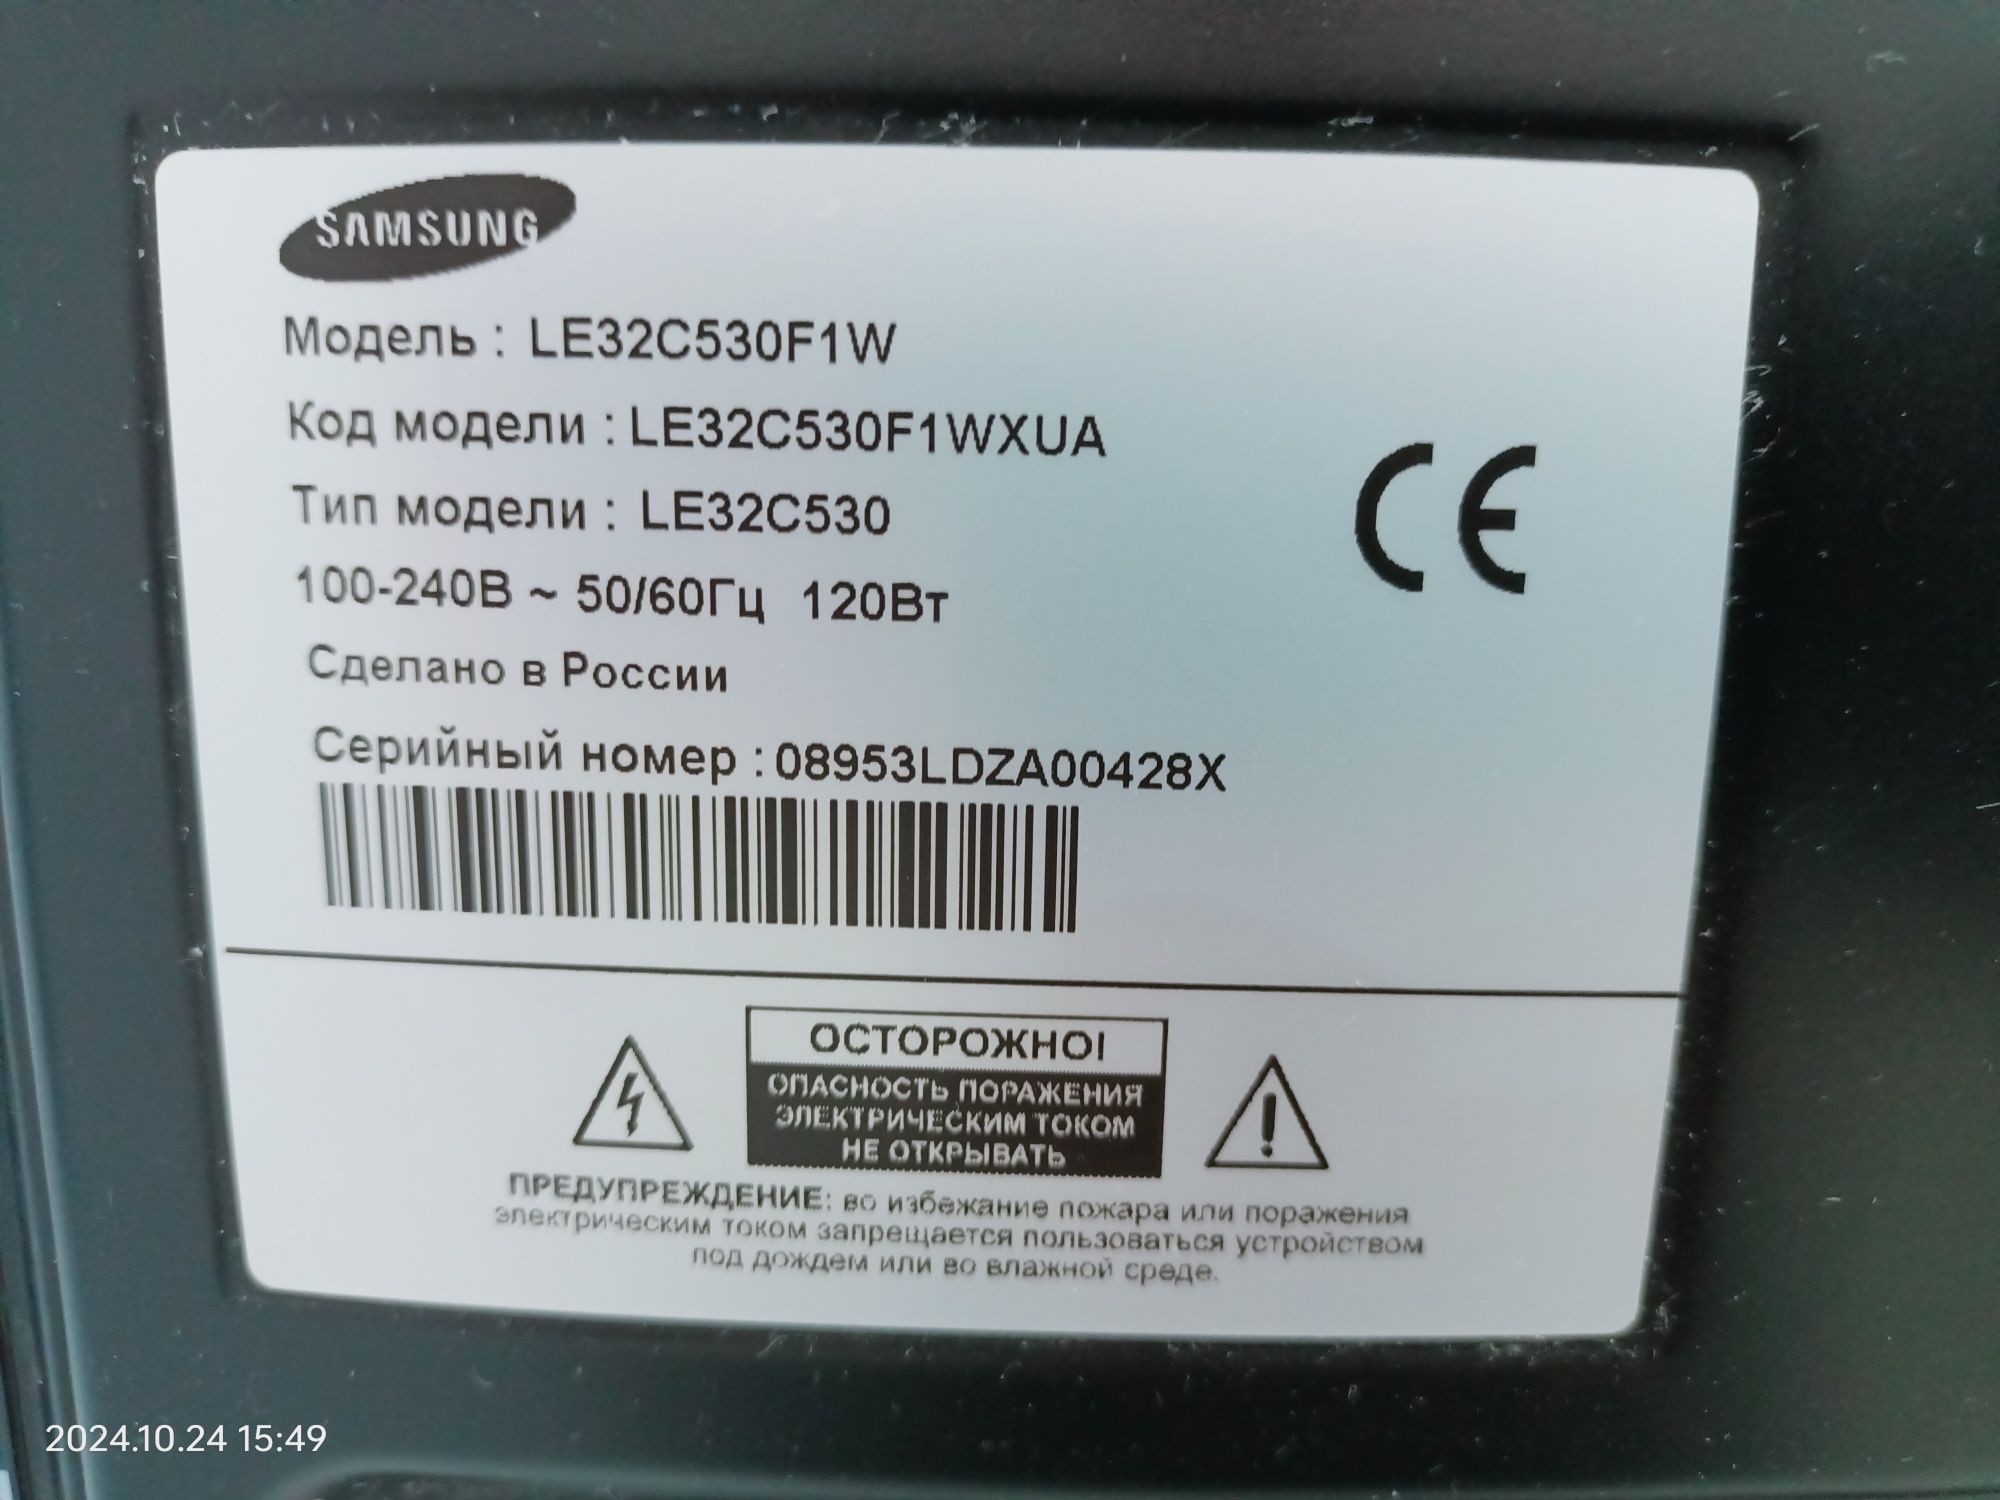 SAMSUNG
Модель : LE32C530F1W
Код модели : LE32C530F1WXUA
Тип модели : LE32C530
100-240В ~ 50/60Гц 120Вт
Сделано в России
CE
Серийный номер : 08953LDZA00428X
ОСТОРОЖНО!
ОПАСНОСТЬ ПОРАЖЕНИЯ
ЭЛЕКТРИЧЕСКИМ ТОКОМ
НЕ ОТКРЫВАТЬ
ПРЕДУПРЕЖДЕНИЕ: во избежание пожара или поражения
электрическим током запрещается пользоваться устройством
под дождем или во влажной среде.
2024.10.24 15:49